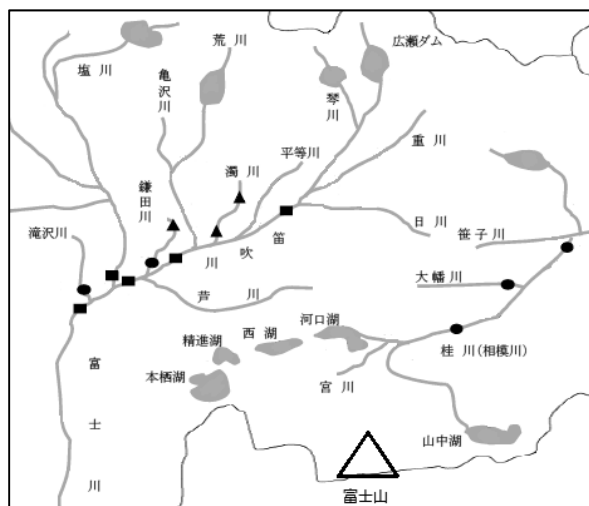 荒川
広瀬ダム
塩川
亀沢川
琴川
重川
平等川
濁川
鎌田川
滝沢川
笛吹川
日川
笹子川
大幡川
芦川
河口湖
西湖
精進湖
本栖湖
桂川(相模川)
宮川
富士川
山中湖
富士山